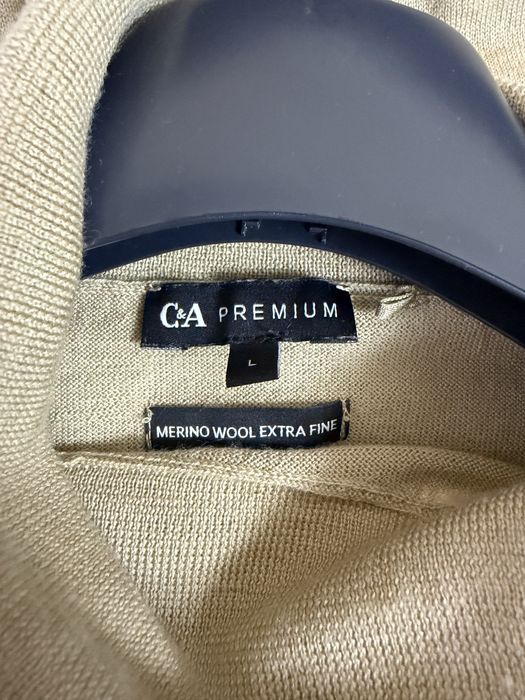 C&A PREMIUM
L
MERINO WOOL EXTRA FINE